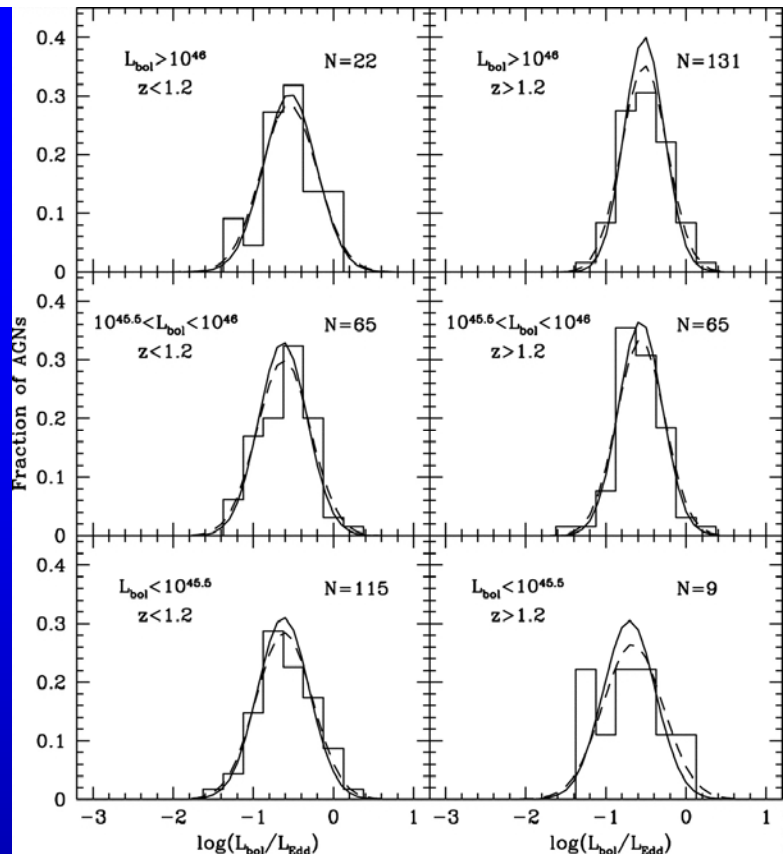 0.4
0.3
0.2
0.1
0
L_bol>10^46
z<1.2
N=22
L_bol>10^46
z>1.2
N=131
Fraction of AGNs
0.4
0.3
0.2
0.1
0
10^45.5<L_bol<10^46
z<1.2
N=65
10^45.5<L_bol<10^46
z>1.2
N=65
0.4
0.3
0.2
0.1
0
L_bol<10^45.5
z<1.2
N=115
L_bol<10^45.5
z>1.2
N=9
-3 -2 -1 0 1
-3 -2 -1 0 1
log(L_bol/L_Edd)
log(L_bol/L_Edd)